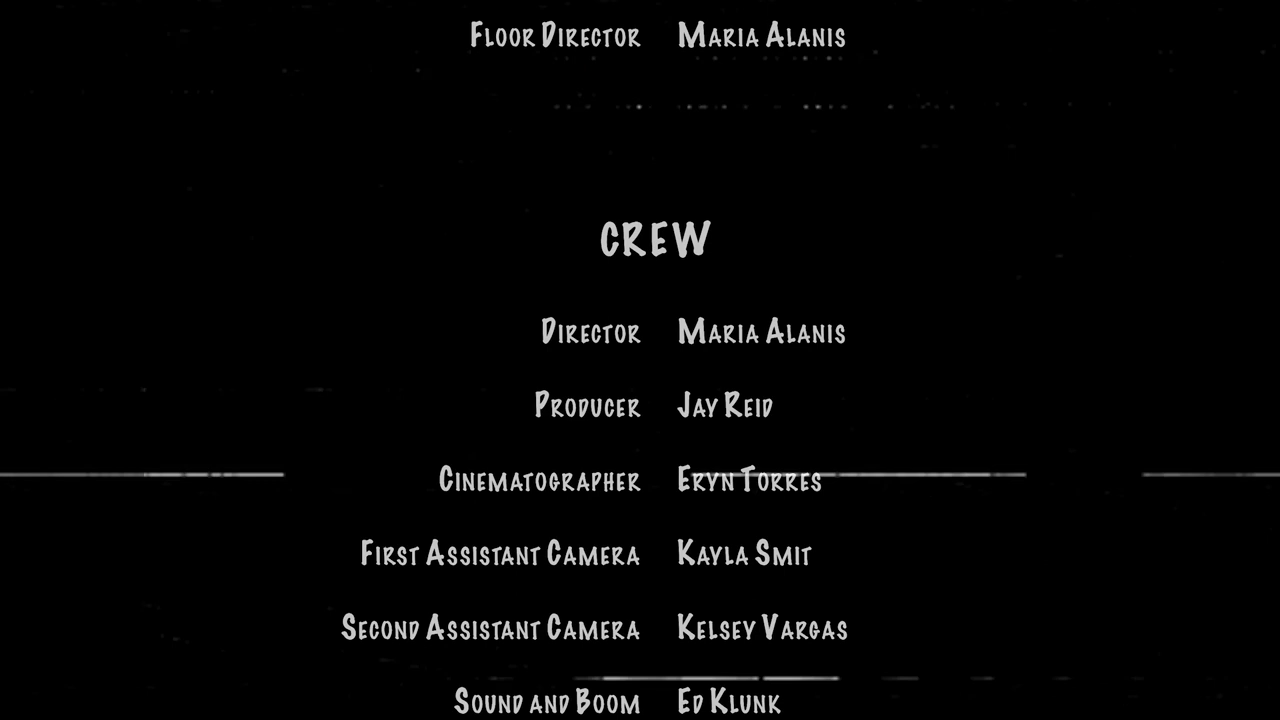 Floor Director Maria Alanis
CREW
Director Maria Alanis
Producer Jay Reid
Cinematographer Eryn Torres
First Assistant Camera Kayla Smit
Second Assistant Camera Kelsey Vargas
Sound and Boom Ed Klunk